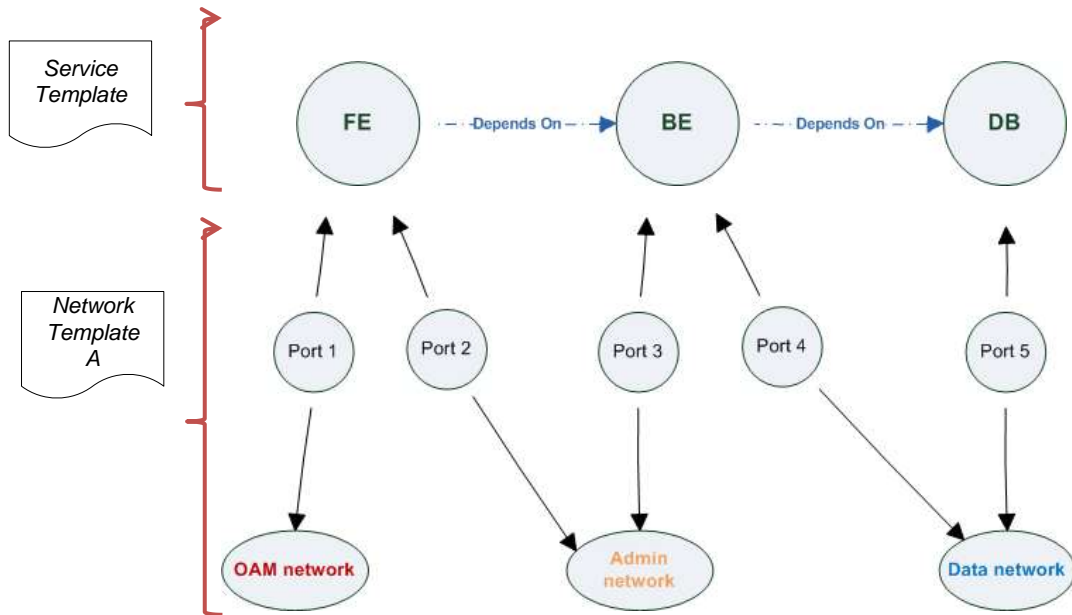 Service
Template
FE
Depends On
BE
Depends On
DB
Network
Template
A
Port 1
Port 2
Port 3
Port 4
Port 5
OAM network
Admin
network
Data network